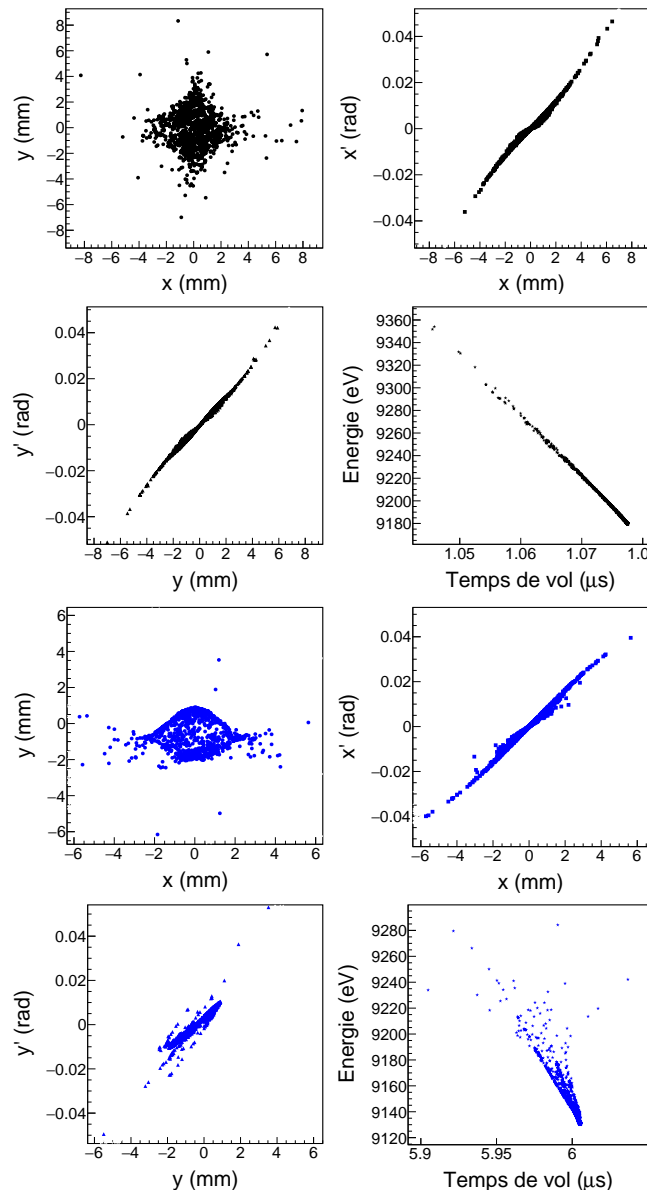 y (mm)
8
6
4
2
0
−2
−4
−6
−8
−8 −6 −4 −2 0 2 4 6 8
x (mm)
x' (rad)
0.04
0.02
0
−0.02
−0.04
−8 −6 −4 −2 0 2 4 6 8
x (mm)
y' (rad)
0.04
0.02
0
−0.02
−0.04
−8 −6 −4 −2 0 2 4 6 8
y (mm)
Energie (eV)
9360
9340
9320
9300
9280
9260
9240
9220
9200
9180
1.05 1.06 1.07 1.0
Temps de vol (μs)
y (mm)
6
4
2
0
−2
−4
−6
−6 −4 −2 0 2 4 6
x (mm)
x' (rad)
0.04
0.02
0
−0.02
−0.04
−6 −4 −2 0 2 4 6
x (mm)
y' (rad)
0.04
0.02
0
−0.02
−0.04
−6 −4 −2 0 2 4 6
y (mm)
Energie (eV)
9280
9260
9240
9220
9200
9180
9160
9140
9120
5.9 5.95 6
Temps de vol (μs)